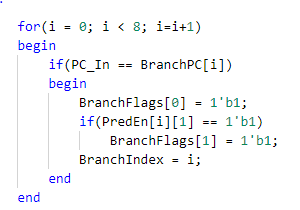 for(i = 0; i < 8; i=i+1)
begin
    if(PC_In == BranchPC[i])
    begin
        BranchFlags[0] = 1'b1;
        if(PredEn[i][1] == 1'b1)
            BranchFlags[1] = 1'b1;
        BranchIndex = i;
    end
end